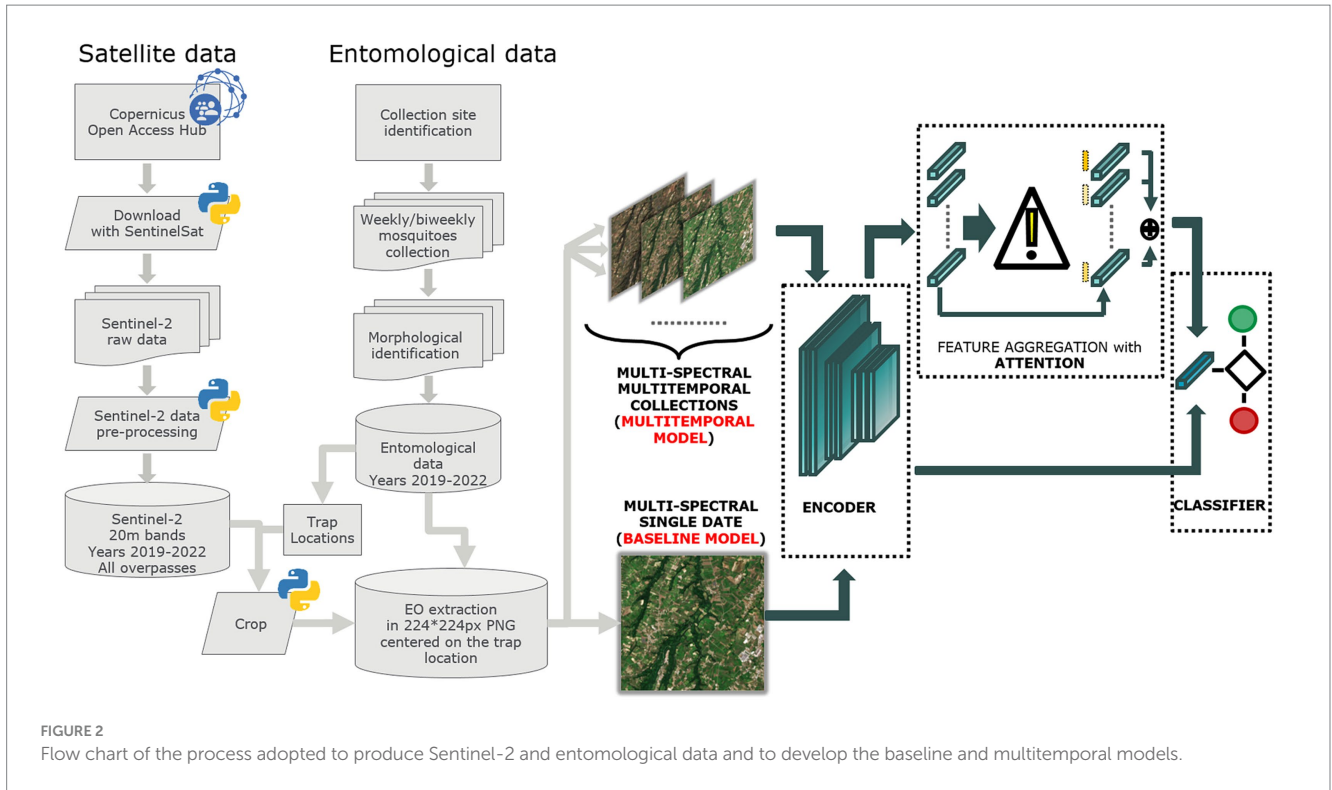 Satellite data
Copernicus
Open Access Hub
Download
with SentinelSat
Sentinel-2
raw data
Sentinel-2 data
pre-processing
Sentinel-2
20m bands
Years 2019-2022
All overpasses
Entomological data
Collection site
identification
Weekly/biweekly
mosquitoes
collection
Morphological
identification
Entomological
data
Years 2019-2022
Trap
Locations
Crop
EO extraction
in 224*224px PNG
centered on the trap
location
MULTI-SPECTRAL
MULTITEMPORAL
COLLECTIONS
(MULTITEMPORAL
MODEL)
MULTI-SPECTRAL
SINGLE DATE
(BASELINE MODEL)
ENCODER
FEATURE AGGREGATION with
ATTENTION
CLASSIFIER
FIGURE 2
Flow chart of the process adopted to produce Sentinel-2 and entomological data and to develop the baseline and multitemporal models.